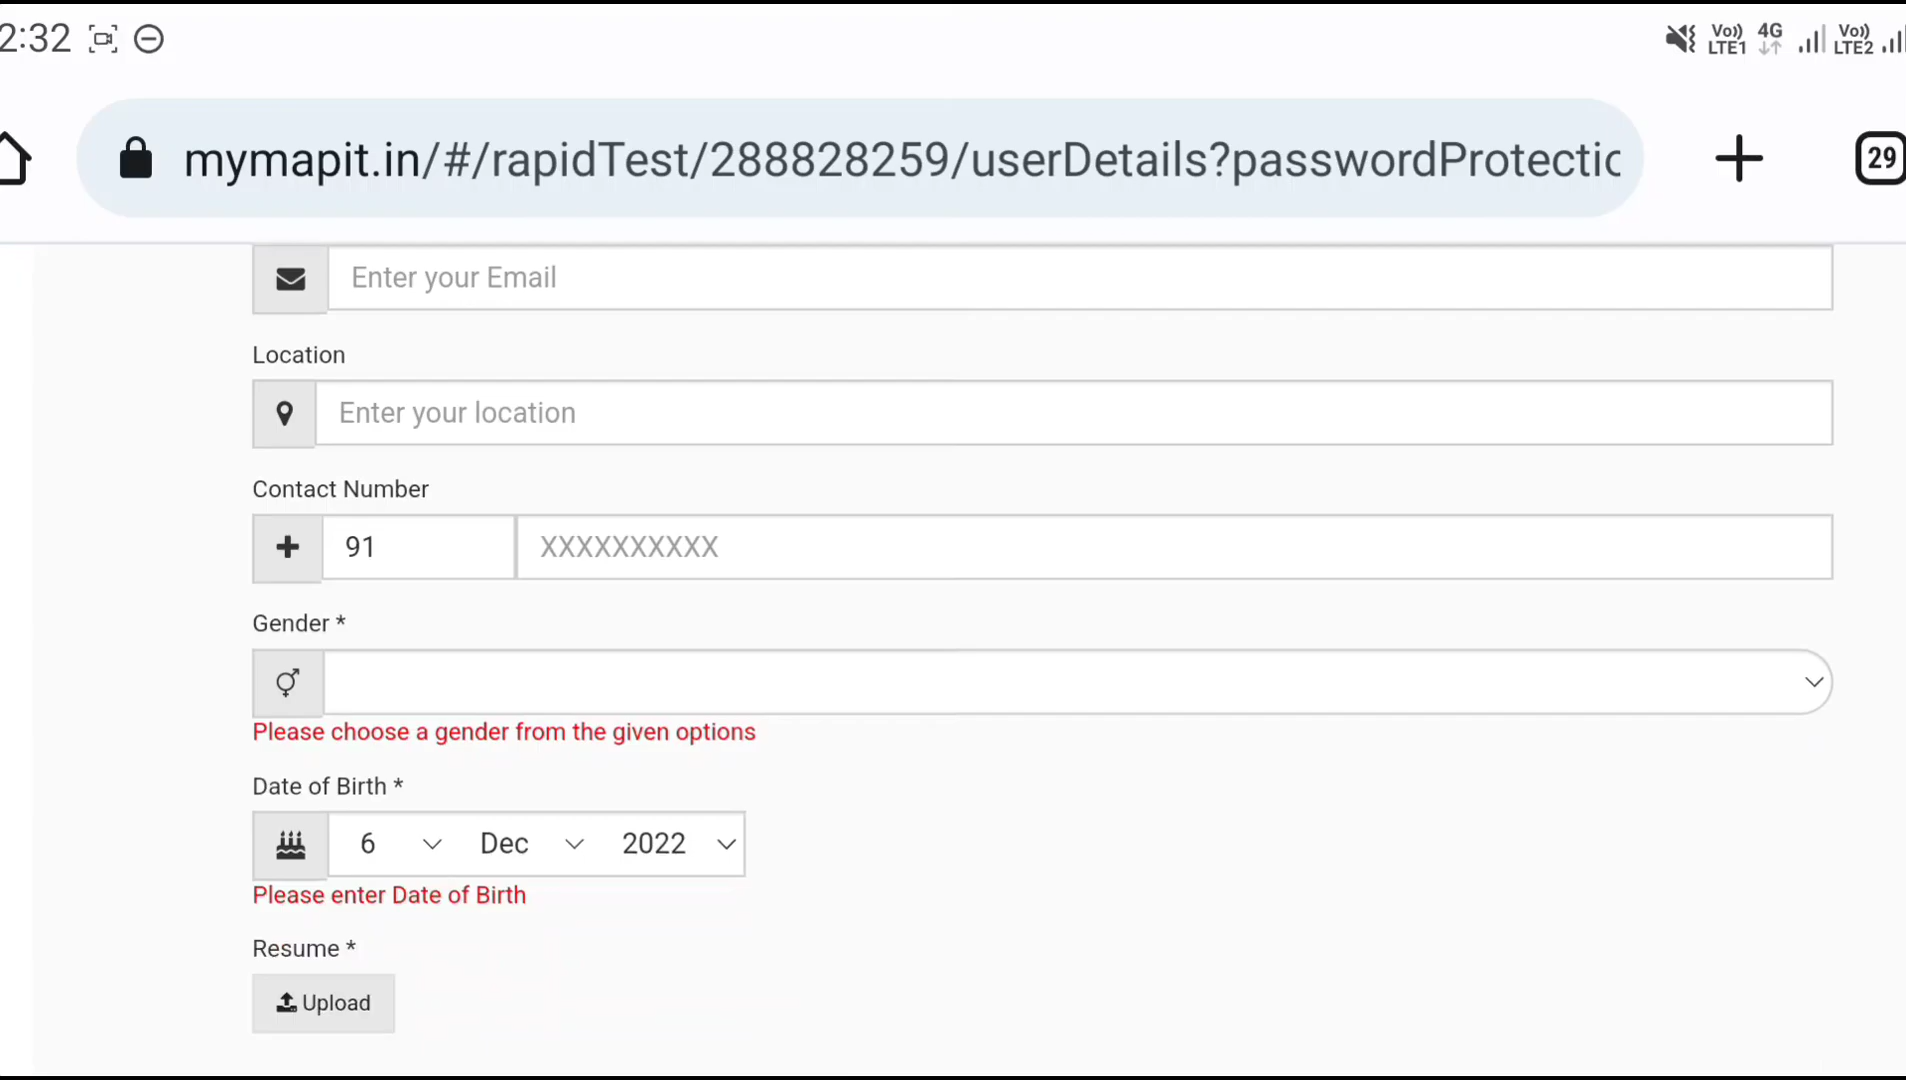 2:32
Vo)) LTE1 4G Vo)) LTE2
mymapit.in/#/rapidTest/288828259/userDetails?passwordProtectic
29
Enter your Email
Location
Enter your location
Contact Number
91 XXXXXXXXXX
Gender *
Please choose a gender from the given options
Date of Birth *
6 Dec 2022
Please enter Date of Birth
Resume *
Upload